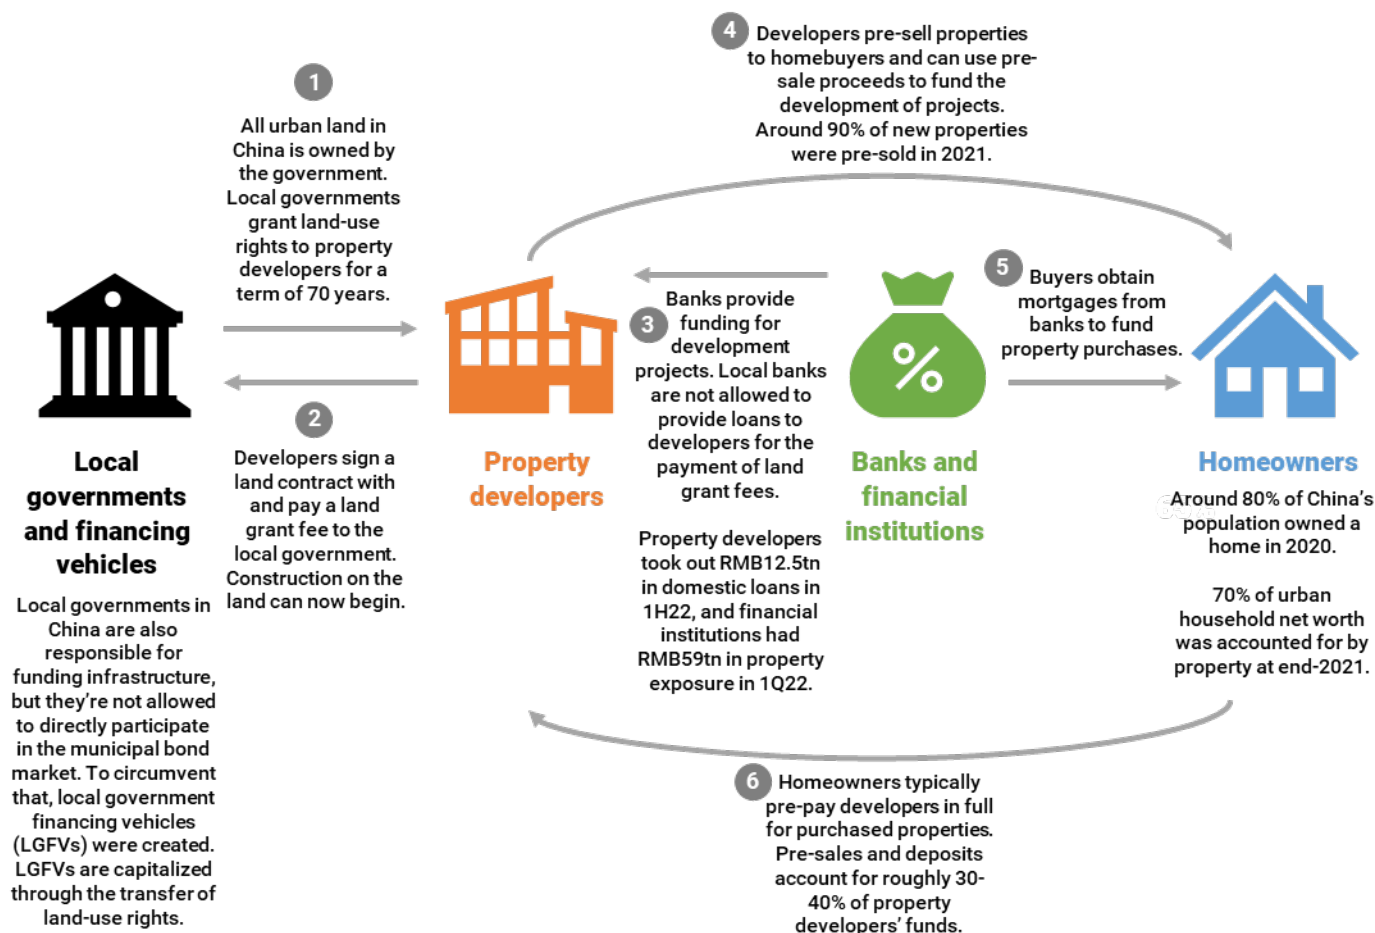 1
All urban land in
China is owned by
the government.
Local governments
grant land-use
rights to property
developers for a
term of 70 years.
2
Developers sign a
land contract with
and pay a land
grant fee to the
local government.
Construction on the
land can now begin.
Local
governments
and financing
vehicles
Local governments in
China are also
responsible for
funding infrastructure,
but they’re not allowed
to directly participate
in the municipal bond
market. To circumvent
that, local government
financing vehicles
(LGFVs) were created.
LGFVs are capitalized
through the transfer of
land-use rights.
Property
developers
3
Banks provide
funding for
development
projects. Local banks
are not allowed to
provide loans to
developers for the
payment of land
grant fees.
Property developers
took out RMB12.5tn
in domestic loans in
1H22, and financial
institutions had
RMB59tn in property
exposure in 1Q22.
4
Developers pre-sell properties
to homebuyers and can use pre-
sale proceeds to fund the
development of projects.
Around 90% of new properties
were pre-sold in 2021.
%
Banks and
financial
institutions
5
Buyers obtain
mortgages from
banks to fund
property purchases.
Homeowners
Around 80% of China’s
population owned a
home in 2020.
70% of urban
household net worth
was accounted for by
property at end-2021.
6
Homeowners typically
pre-pay developers in full
for purchased properties.
Pre-sales and deposits
account for roughly 30-
40% of property
developers’ funds.